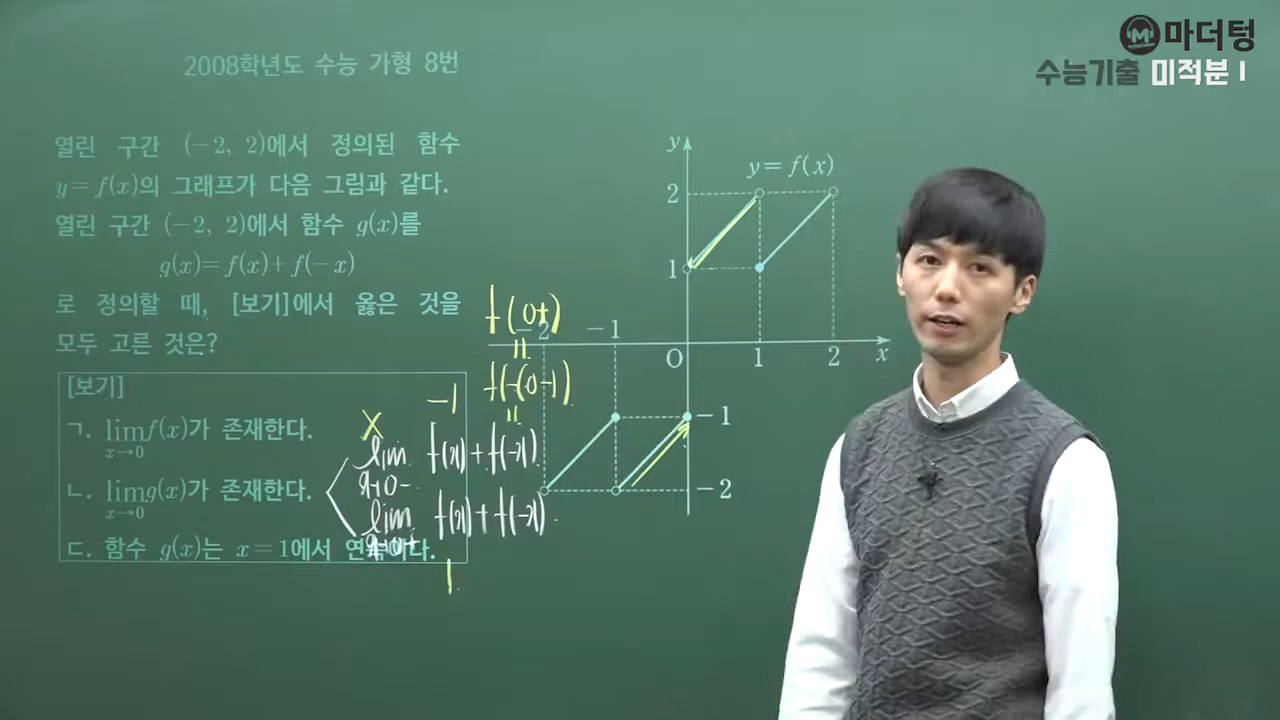 마더텅
수능기출 미적분 I
2008학년도 수능 가형 8번
열린 구간 (-2, 2)에서 정의된 함수
y=f(x)의 그래프가 다음 그림과 같다.
열린 구간 (-2, 2)에서 함수 g(x)를
g(x)=f(x)+f(-x)
로 정의할 때, [보기]에서 옳은 것을
모두 고른 것은?
[보기]
ㄱ. lim f(x)가 존재한다.
x→0
ㄴ. lim g(x)가 존재한다.
x→0
ㄷ. 함수 g(x)는 x=1에서 연속이다.
X
-1
lim f(x)+f(-x)
x→0-
lim f(x)+f(-x)
x→0+
1
f(0+)
=
f(-(0-))
=
y
y=f(x)
2
1
-2 -1 O 1 2 x
-1
-2